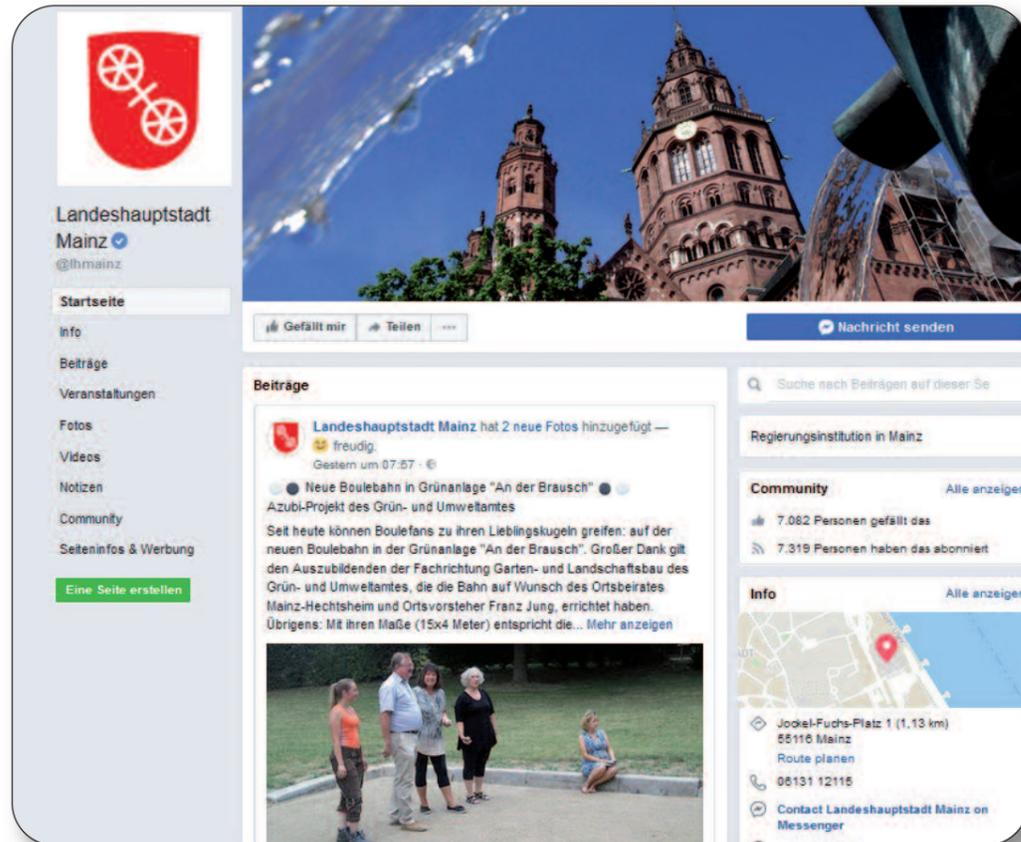 Landeshauptstadt
Mainz
@lhmainz
Startseite
Info
Beiträge
Veranstaltungen
Fotos
Videos
Notizen
Community
Seiteninfos & Werbung
Eine Seite erstellen
Gefällt mir
Teilen
Nachricht senden
Beiträge
Landeshauptstadt Mainz hat 2 neue Fotos hinzugefügt —
freudig.
Gestern um 07:57 ·
Neue Boulebahn in Grünanlage "An der Brausch"
Azubi-Projekt des Grün- und Umweltamtes
Seit heute können Boulefans zu ihren Lieblingskugeln greifen: auf der
neuen Boulebahn in der Grünanlage "An der Brausch". Großer Dank gilt
den Auszubildenden der Fachrichtung Garten- und Landschaftsbau des
Grün- und Umweltamtes, die die Bahn auf Wunsch des Ortsbeirates
Mainz-Hechtsheim und Ortsvorsteher Franz Jung, errichtet haben.
Übrigens: Mit ihren Maße (15x4 Meter) entspricht die... Mehr anzeigen
Suche nach Beiträgen auf dieser Se
Regierungsinstitution in Mainz
Community Alle anzeigen
7.082 Personen gefällt das
7.319 Personen haben das abonniert
Info Alle anzeigen
Jockel-Fuchs-Platz 1 (1,13 km)
55116 Mainz
Route planen
06131 12115
Contact Landeshauptstadt Mainz on
Messenger